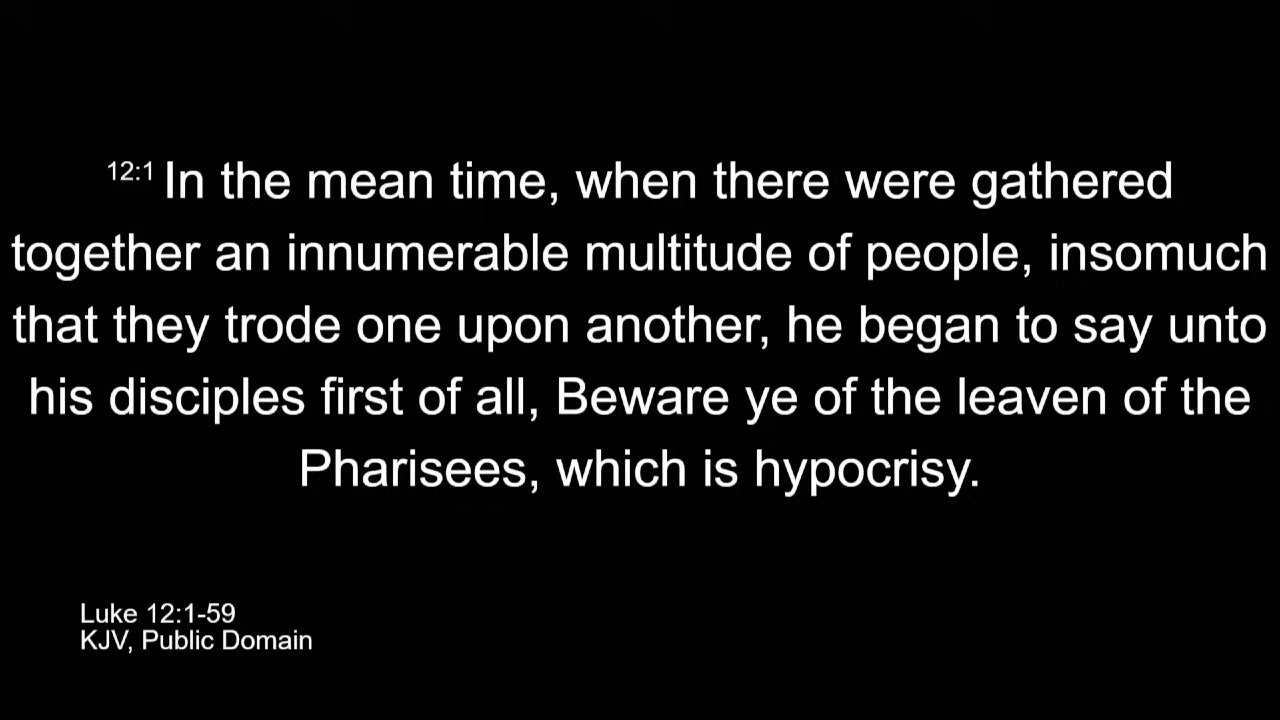 12:1 In the mean time, when there were gathered
together an innumerable multitude of people, insomuch
that they trode one upon another, he began to say unto
his disciples first of all, Beware ye of the leaven of the
Pharisees, which is hypocrisy.
Luke 12:1-59
KJV, Public Domain